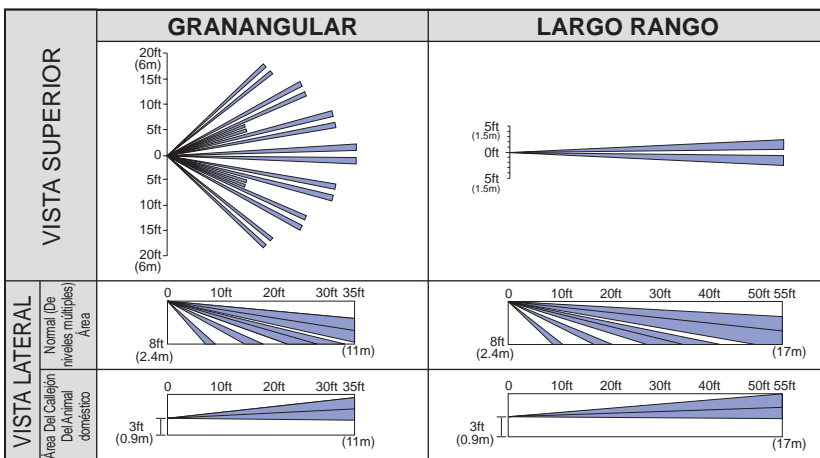 GRANANGULAR
LARGO RANGO
VISTA SUPERIOR
20ft
(6m)
15ft
10ft
5ft
0
5ft
10ft
15ft
20ft
(6m)
5ft
(1.5m)
0ft
5ft
(1.5m)
VISTA LATERAL
Normal (De
niveles múltiples)
Área
0 10ft 20ft 30ft 35ft
8ft
(2.4m)
(11m)
0 10ft 20ft 30ft 40ft 50ft 55ft
8ft
(2.4m)
(17m)
Área Del Callejón
Del Animal
doméstico
0 10ft 20ft 30ft 35ft
3ft
(0.9m)
(11m)
0 10ft 20ft 30ft 40ft 50ft 55ft
3ft
(0.9m)
(17m)